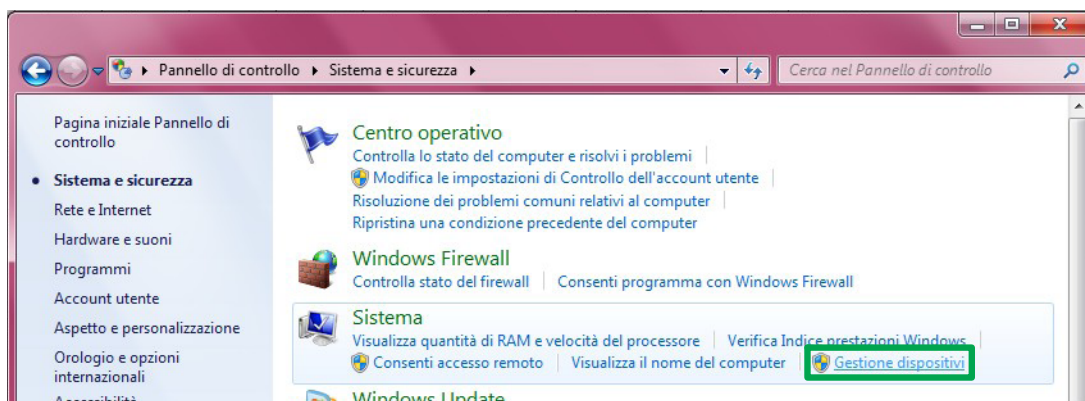 Pannello di controllo ▸ Sistema e sicurezza ▸
Cerca nel Pannello di controllo
Pagina iniziale Pannello di
controllo
Sistema e sicurezza
Rete e Internet
Hardware e suoni
Programmi
Account utente
Aspetto e personalizzazione
Orologio e opzioni
internazionali
Accessibilità
Centro operativo
Controlla lo stato del computer e risolvi i problemi
Modifica le impostazioni di Controllo dell'account utente
Risoluzione dei problemi comuni relativi al computer
Ripristina una condizione precedente del computer
Windows Firewall
Controlla stato del firewall
Consenti programma con Windows Firewall
Sistema
Visualizza quantità di RAM e velocità del processore
Verifica Indice prestazioni Windows
Consenti accesso remoto
Visualizza il nome del computer
Gestione dispositivi
Windows Update